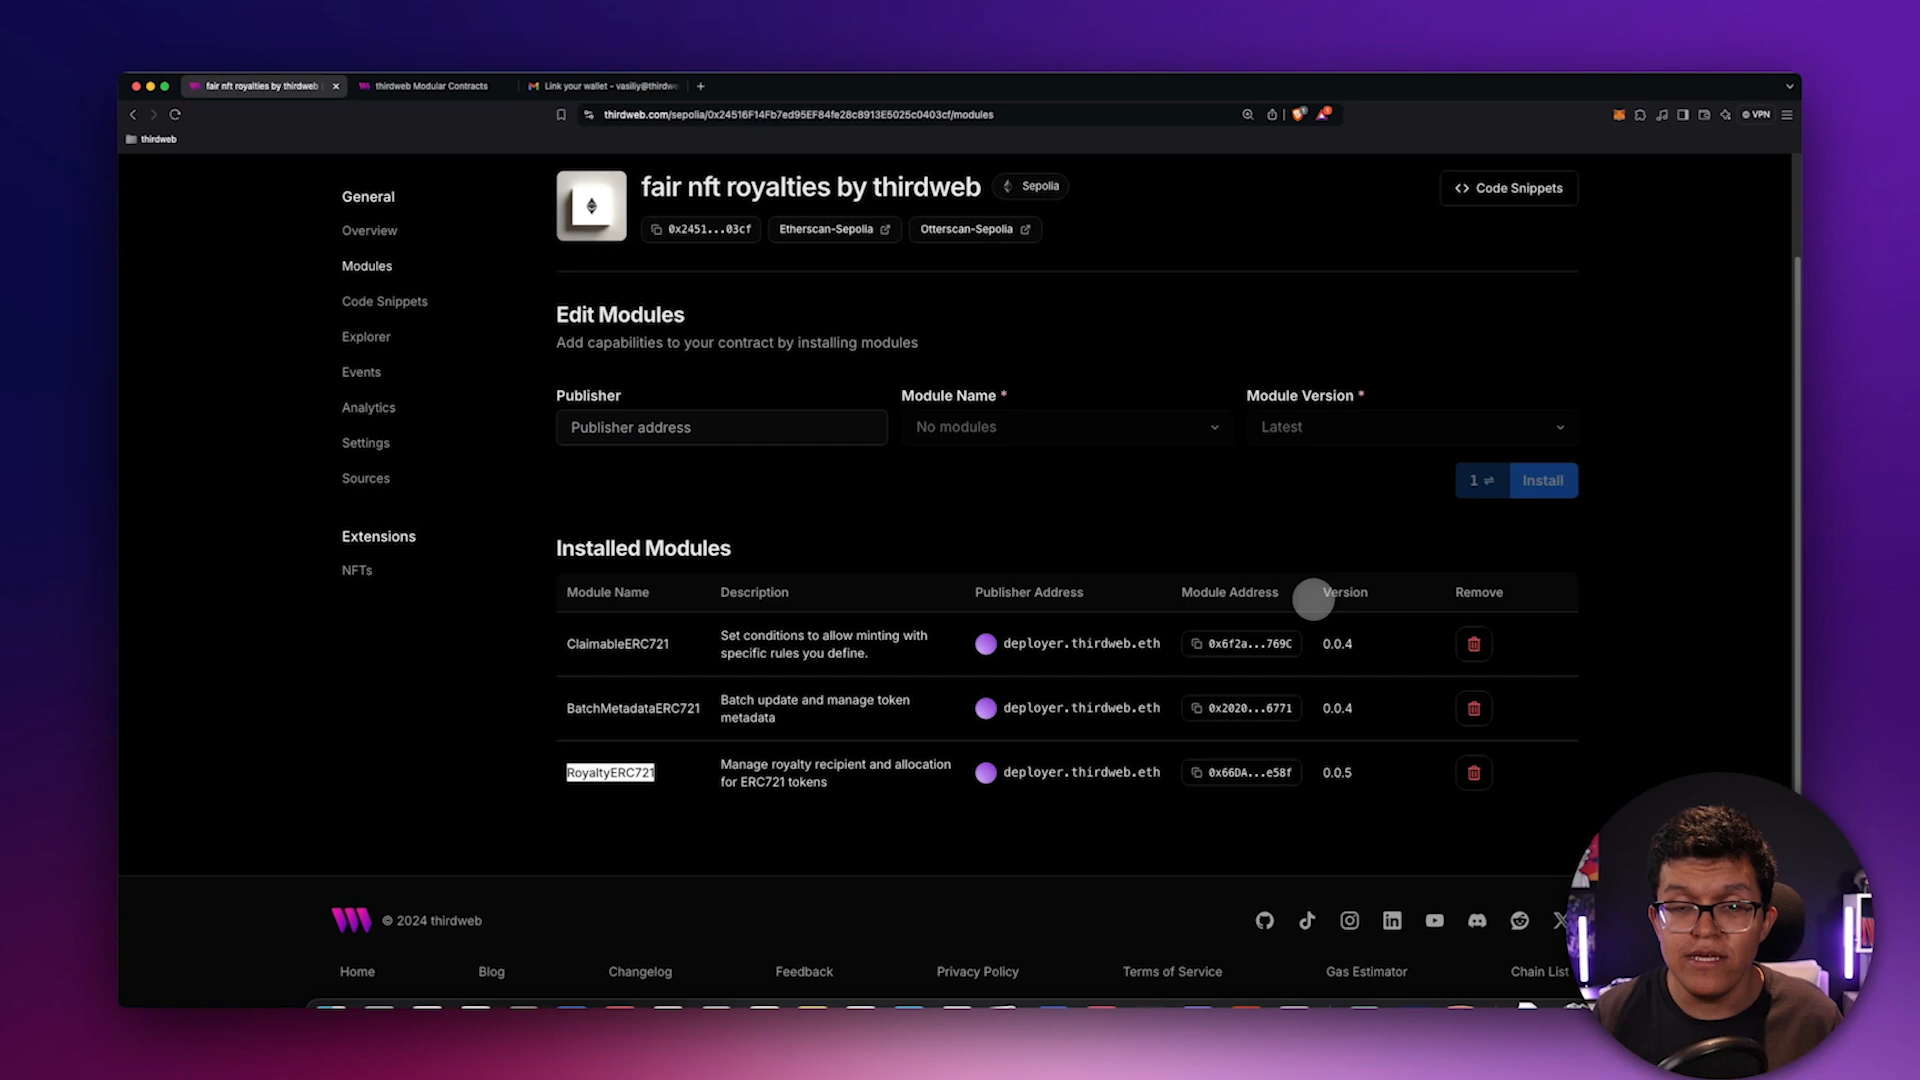 fair nft royalties by thirdweb
thirdweb Modular Contracts
Link your wallet - vasiliy@thirdwe
thirdweb.com/sepolia/0x24516F14Fb7ed95EF84fe28c8913E5025c0403cf/modules
VPN
thirdweb
General
Overview
Modules
Code Snippets
Explorer
Events
Analytics
Settings
Sources
Extensions
NFTs
fair nft royalties by thirdweb
Sepolia
Code Snippets
0x2451...03cf
Etherscan-Sepolia
Otterscan-Sepolia
Edit Modules
Add capabilities to your contract by installing modules
Publisher
Module Name *
Module Version *
Publisher address
No modules
Latest
1
Install
Installed Modules
Module Name Description Publisher Address Module Address Version Remove
ClaimableERC721 Set conditions to allow minting with specific rules you define. deployer.thirdweb.eth 0x6f2a...769C 0.0.4
BatchMetadataERC721 Batch update and manage token metadata deployer.thirdweb.eth 0x2020...6771 0.0.4
RoyaltyERC721 Manage royalty recipient and allocation for ERC721 tokens deployer.thirdweb.eth 0x66DA...e58f 0.0.5
© 2024 thirdweb
Home Blog Changelog Feedback Privacy Policy Terms of Service Gas Estimator Chain List